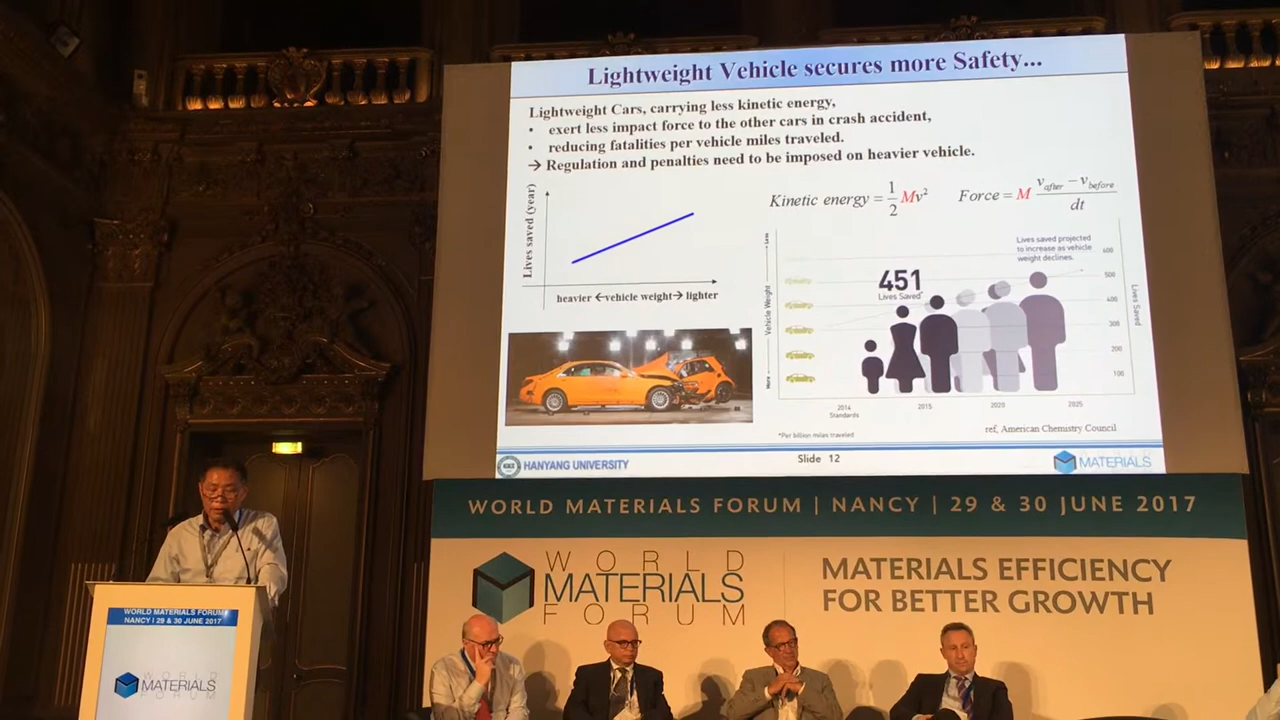 Lightweight Vehicle secures more Safety...
Lightweight Cars, carrying less kinetic energy,
• exert less impact force to the other cars in crash accident,
• reducing fatalities per vehicle miles traveled.
→ Regulation and penalties need to be imposed on heavier vehicle.
Lives saved (year)
heavier ←vehicle weight→ lighter
Kinetic energy = 1/2 Mv²
Force = M (v_after − v_before)/dt
Lives saved projected
to increase as vehicle
weight declines.
451
Lives Saved*
Less
Vehicle Weight
More
600
500
400
300
200
100
Lives Saved
2014
Standards
2015
2020
2025
*Per billion miles traveled
ref, American Chemistry Council
HANYANG UNIVERSITY
Slide 12
MATERIALS
WORLD MATERIALS FORUM | NANCY | 29 & 30 JUNE 2017
WORLD
MATERIALS
FORUM
MATERIALS EFFICIENCY
FOR BETTER GROWTH
WORLD MATERIALS FORUM
NANCY | 29 & 30 JUNE 2017
WORLD
MATERIALS
FORUM